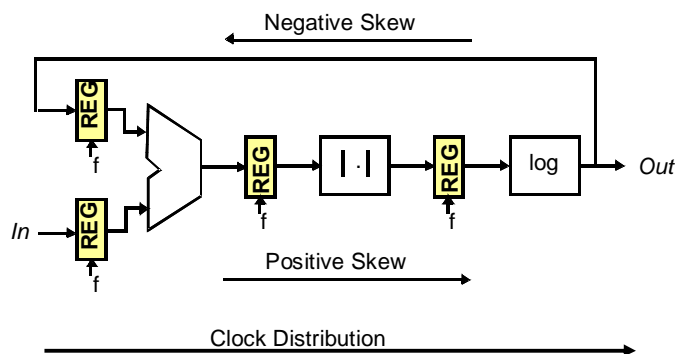 Negative Skew
REG
f
In
REG
f
REG
f
| · |
REG
f
log
Out
Positive Skew
Clock Distribution